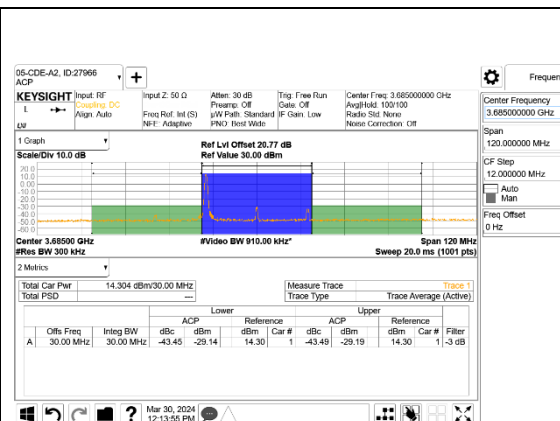 05-CDE-A2, ID:27966
ACP
Frequen
KEYSIGHT
L
Input: RF
Coupling: DC
Align: Auto
Input Z: 50 Ω
Freq Ref: Int (S)
NFE: Adaptive
Atten: 30 dB
Preamp: Off
µW Path: Standard
PNO: Best Wide
Trig: Free Run
Gate: Off
IF Gain: Low
Center Freq: 3.685000000 GHz
Avg|Hold: 100/100
Radio Std: None
Noise Correction: Off
Center Frequency
3.685000000 GHz
Span
120.000000 MHz
CF Step
12.000000 MHz
Auto
Man
Freq Offset
0 Hz
1 Graph
Scale/Div 10.0 dB
Ref Lvl Offset 20.77 dB
Ref Value 30.00 dBm
20.0
10.0
0.00
-10.0
-20.0
-30.0
-40.0
-50.0
-60.0
Center 3.68500 GHz
#Res BW 300 kHz
#Video BW 910.00 kHz*
Span 120 MHz
Sweep 20.0 ms (1001 pts)
2 Metrics
Total Car Pwr 14.304 dBm/30.00 MHz
Total PSD ---
Measure Trace Trace 1
Trace Type Trace Average (Active)
Lower Upper
ACP Reference ACP Reference
Offs Freq Integ BW dBc dBm dBm Car # dBc dBm dBm Car # Filter
A 30.00 MHz 30.00 MHz -43.45 -29.14 14.30 1 -43.49 -29.19 14.30 1 -3 dB
Mar 30, 2024
12:13:55 PM